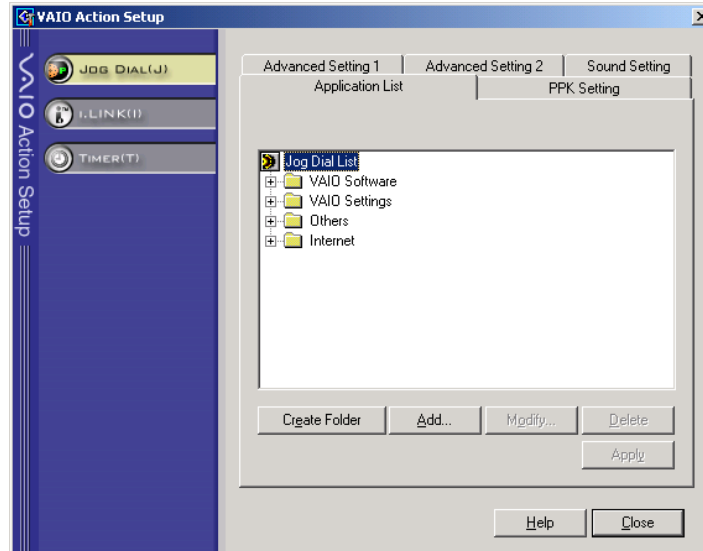 VAIO Action Setup
VAIO Action Setup
JOG DIAL(J)
i.LINK(I)
TIMER(T)
Advanced Setting 1
Advanced Setting 2
Sound Setting
Application List
PPK Setting
Jog Dial List
VAIO Software
VAIO Settings
Others
Internet
Create Folder
Add...
Modify...
Delete
Apply
Help
Close